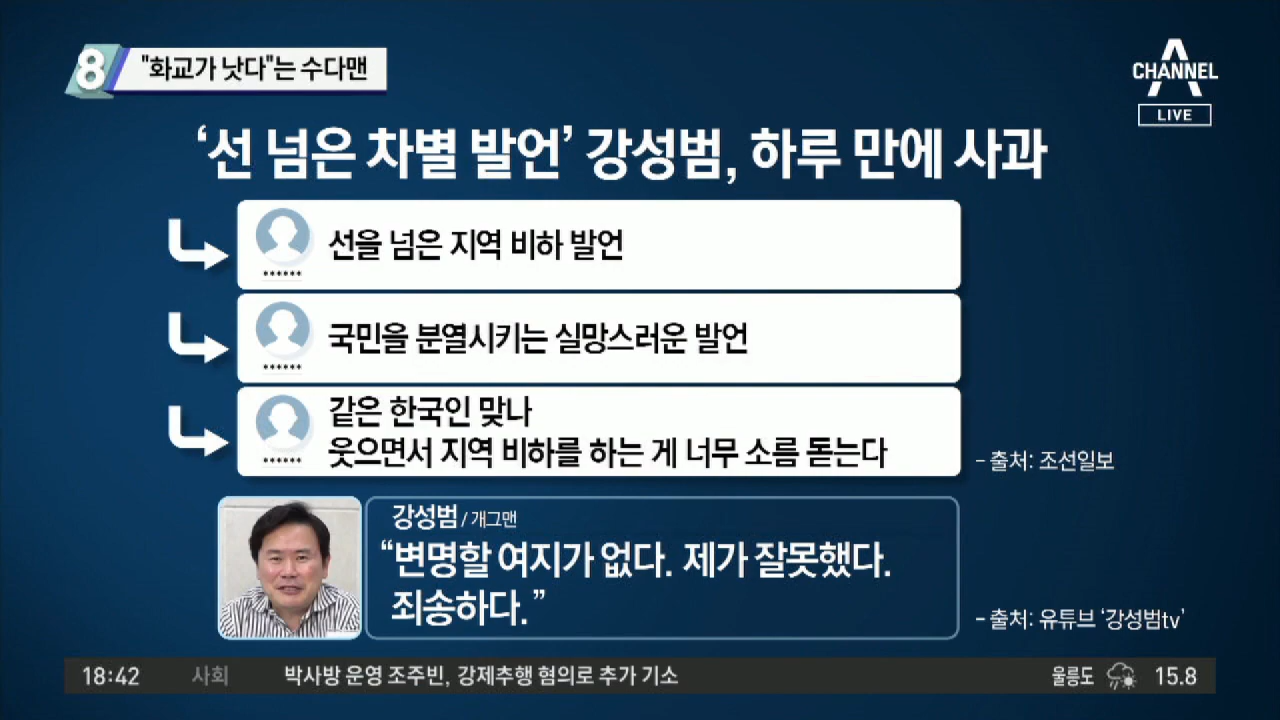 8 "화교가 낫다"는 수다맨
CHANNEL A
LIVE
‘선 넘은 차별 발언’ 강성범, 하루 만에 사과
선을 넘은 지역 비하 발언
국민을 분열시키는 실망스러운 발언
같은 한국인 맞나
웃으면서 지역 비하를 하는 게 너무 소름 돋는다
- 출처: 조선일보
강성범 / 개그맨
“변명할 여지가 없다. 제가 잘못했다.
죄송하다.”
- 출처: 유튜브 ‘강성범tv’
18:42 사회 박사방 운영 조주빈, 강제추행 혐의로 추가 기소 울릉도 15.8